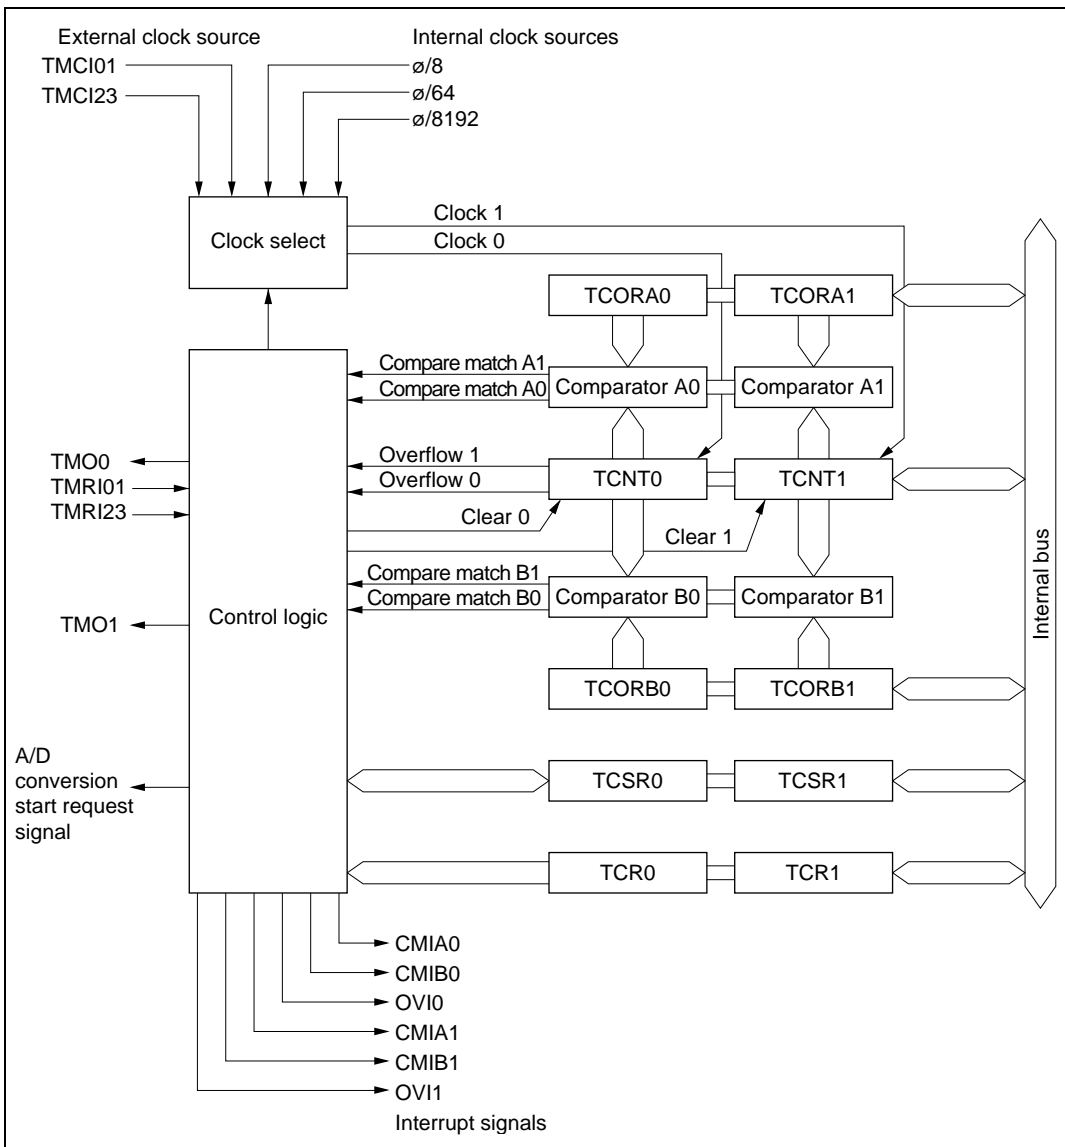 External clock source
Internal clock sources
TMCI01
ø/8
TMCI23
ø/64
ø/8192
Clock select
Clock 1
Clock 0
TCORA0
TCORA1
Compare match A1
Compare match A0
Comparator A0
Comparator A1
TMO0
TMRI01
TMRI23
Overflow 1
Overflow 0
TCNT0
TCNT1
Clear 0
Clear 1
Compare match B1
Compare match B0
Comparator B0
Comparator B1
Control logic
TMO1
Internal bus
TCORB0
TCORB1
A/D
conversion
start request
signal
TCSR0
TCSR1
TCR0
TCR1
CMIA0
CMIB0
OVI0
CMIA1
CMIB1
OVI1
Interrupt signals